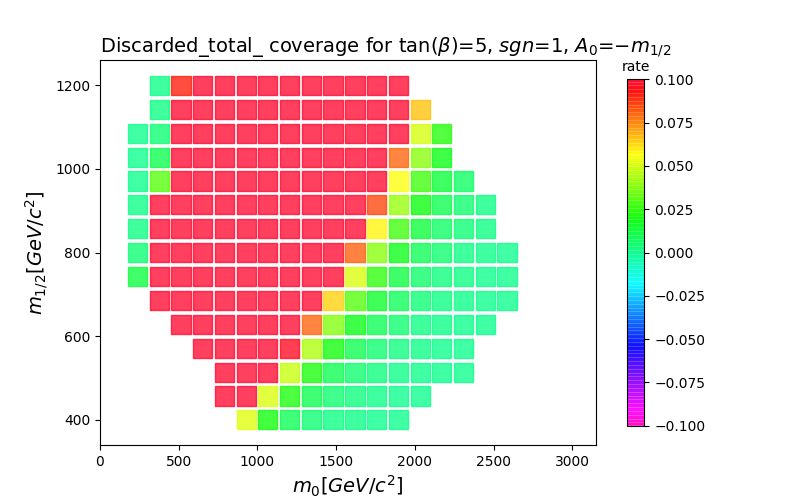 Discarded_total_ coverage for tan(β)=5, sgn=1, A₀=−m₁/₂
rate
1200
1000
800
600
400
m₁/₂[GeV/c²]
0 500 1000 1500 2000 2500 3000
m₀[GeV/c²]
0.100
0.075
0.050
0.025
0.000
−0.025
−0.050
−0.075
−0.100